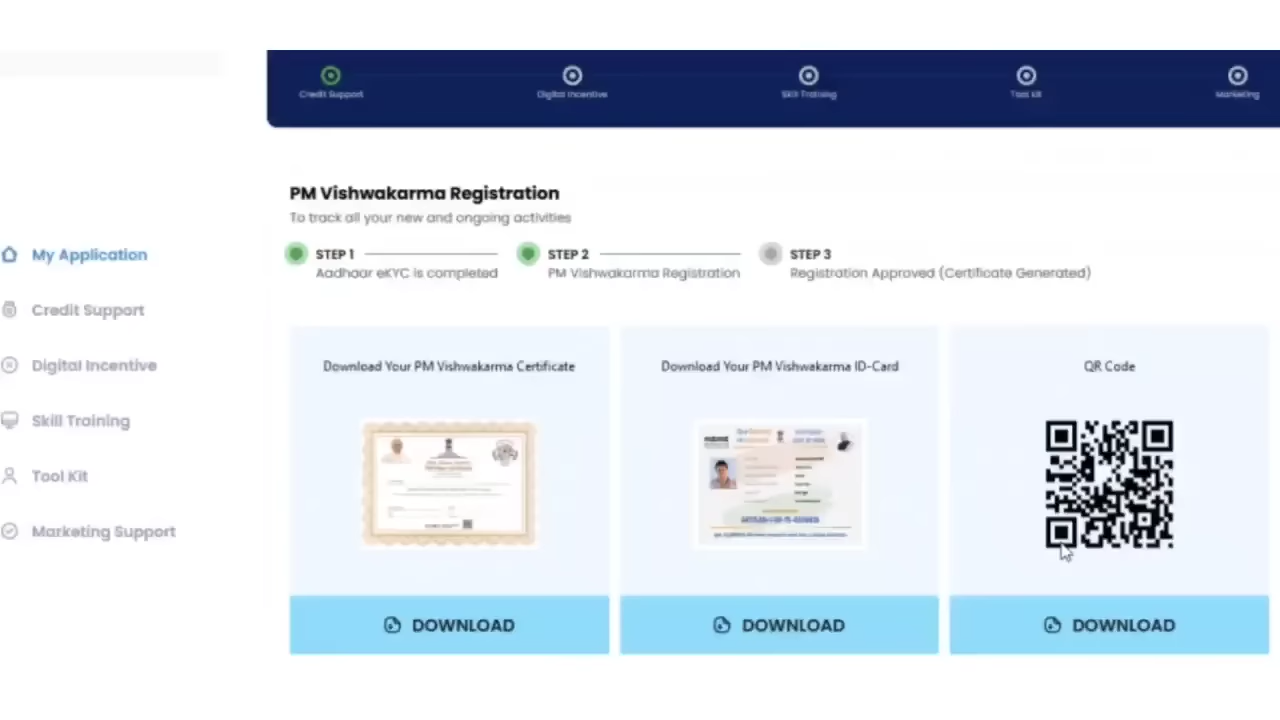 Credit Support
Digital Incentive
Skill Training
Tool Kit
Marketing
PM Vishwakarma Registration
To track all your new and ongoing activities
My Application
Credit Support
Digital Incentive
Skill Training
Tool Kit
Marketing Support
STEP 1
Aadhaar eKYC is completed
STEP 2
PM Vishwakarma Registration
STEP 3
Registration Approved (Certificate Generated)
Download Your PM Vishwakarma Certificate
DOWNLOAD
Download Your PM Vishwakarma ID-Card
DOWNLOAD
QR Code
DOWNLOAD